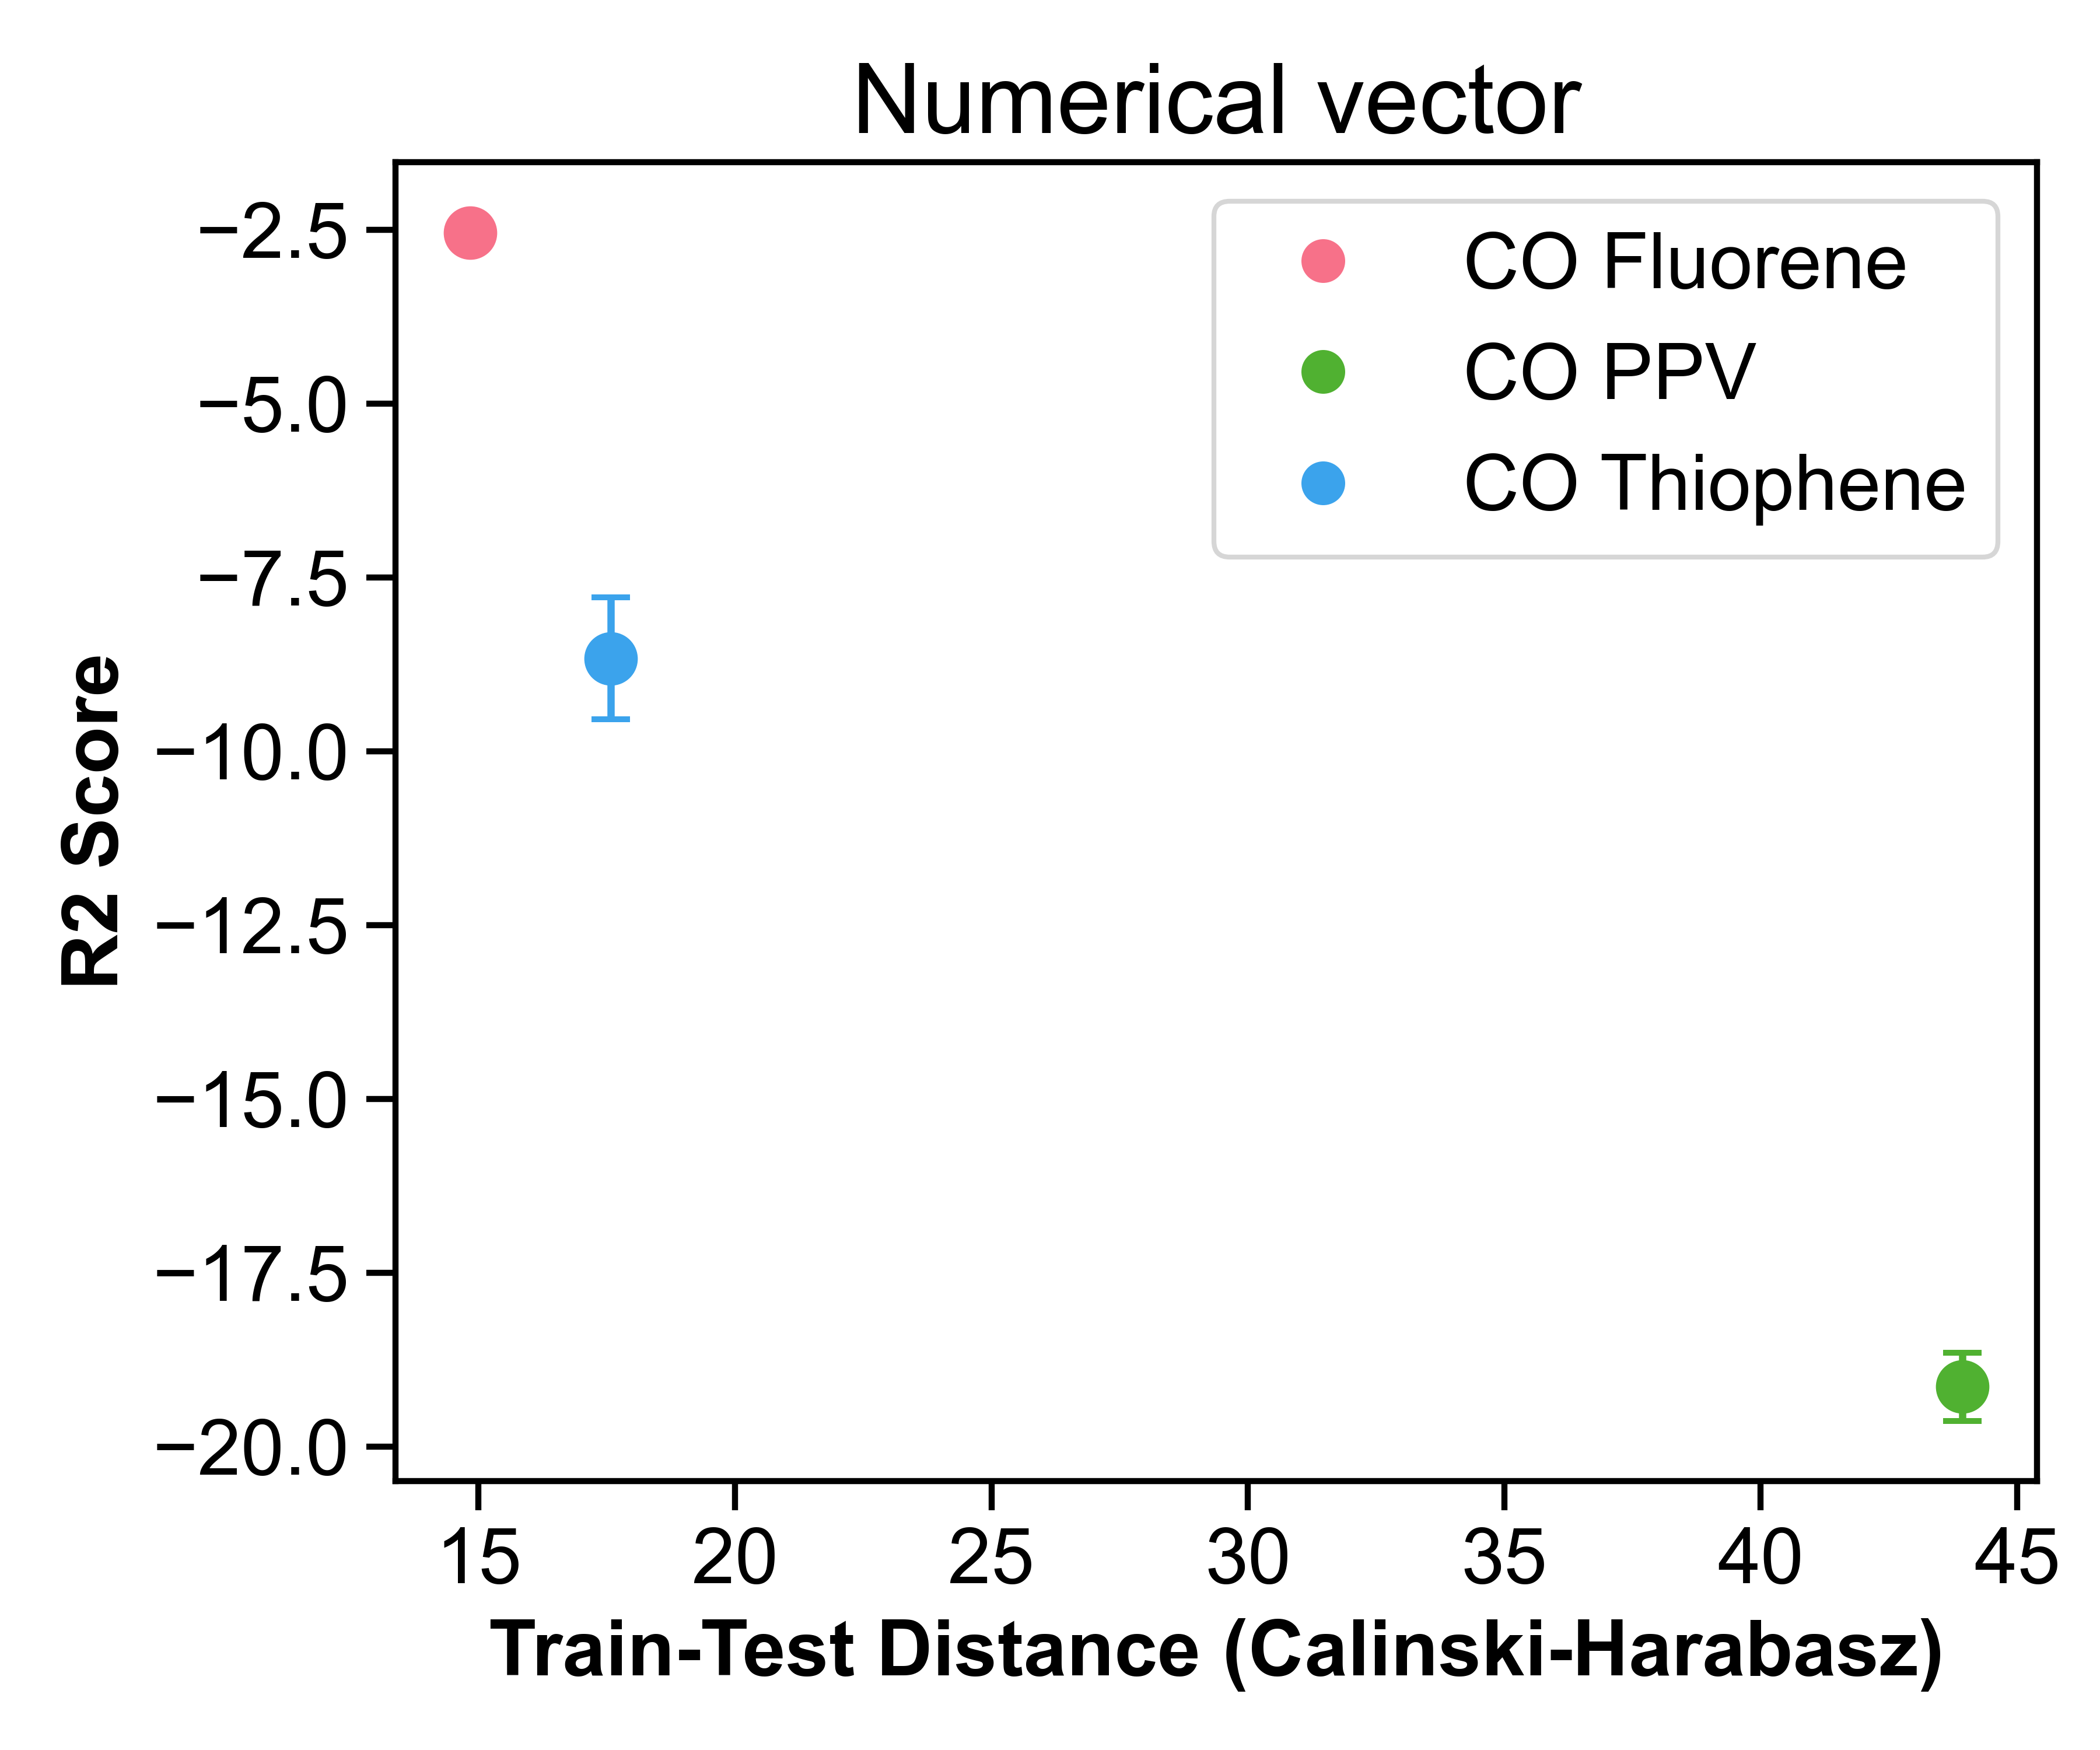 Numerical vector
CO Fluorene
CO PPV
CO Thiophene
R2 Score
−2.5
−5.0
−7.5
−10.0
−12.5
−15.0
−17.5
−20.0
15 20 25 30 35 40 45
Train-Test Distance (Calinski-Harabasz)